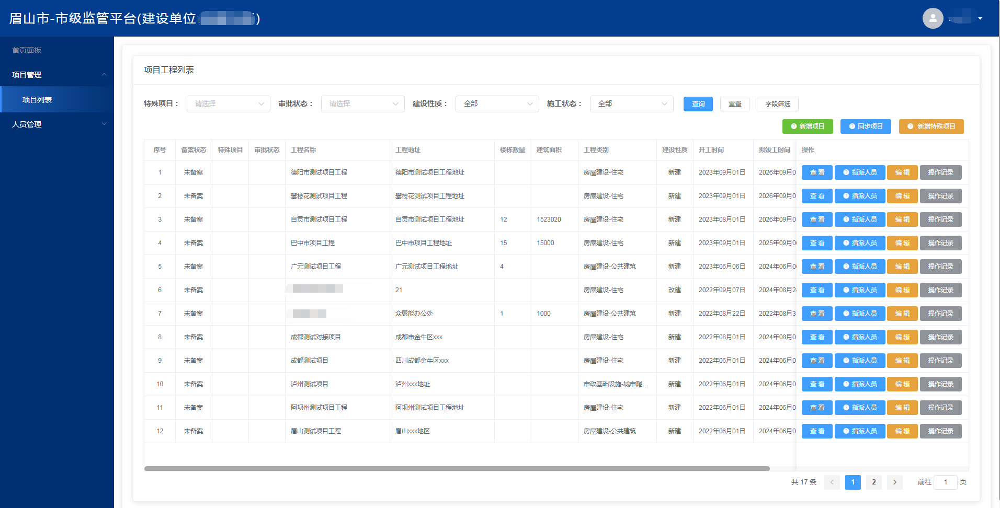 眉山市-市级监管平台(建设单位:)
首页面板
项目管理
项目列表
人员管理
项目工程列表
特殊项目： 请选择 审批状态： 请选择 建设性质： 全部 施工状态： 全部 查询 重置 字段筛选
新增项目 同步项目 新增特殊项目
序号 备案状态 特殊项目 审批状态 工程名称 工程地址 楼栋数量 建筑面积 工程类别 建设性质 开工时间 拟竣工时间 操作
1 未备案 德阳市测试项目工程 德阳市测试项目工程地址 房屋建设-住宅 新建 2023年09月01日 2026年09月0 查看 指派人员 编辑 操作记录
2 未备案 攀枝花测试项目工程 攀枝花测试项目工程地址 房屋建设-住宅 新建 2023年09月01日 2026年09月0 查看 指派人员 编辑 操作记录
3 未备案 自贡市测试项目工程 自贡市测试项目工程地址 12 1523020 房屋建设-住宅 新建 2023年08月01日 2026年09月0 查看 指派人员 编辑 操作记录
4 未备案 巴中市项目工程 巴中市项目工程地址 15 15000 房屋建设-住宅 新建 2023年09月01日 2025年09月0 查看 指派人员 编辑 操作记录
5 未备案 广元测试项目工程 广元测试项目工程地址 4 房屋建设-公共建筑 新建 2023年06月06日 2024年06月0 查看 指派人员 编辑 操作记录
6 未备案 21 房屋建设-住宅 改建 2022年09月07日 2024年08月2 查看 指派人员 编辑 操作记录
7 未备案 众聚能办公处 1 1000 房屋建设-公共建筑 新建 2022年08月22日 2022年08月3 查看 指派人员 编辑 操作记录
8 未备案 成都测试对接项目 成都市金牛区xxx 房屋建设-住宅 新建 2022年08月01日 2024年08月0 查看 指派人员 编辑 操作记录
9 未备案 成都测试项目 四川成都金牛区xxx 房屋建设-住宅 新建 2022年06月01日 2024年06月0 查看 指派人员 编辑 操作记录
10 未备案 泸州测试项目 泸州xxx地址 市政基础设施-城市隧... 新建 2022年06月01日 2024年06月0 查看 指派人员 编辑 操作记录
11 未备案 阿坝州测试项目工程 阿坝州测试项目工程地址 房屋建设-住宅 新建 2022年06月01日 2024年06月0 查看 指派人员 编辑 操作记录
12 未备案 眉山测试项目工程 眉山xxx地区 房屋建设-公共建筑 新建 2022年06月01日 2024年06月0 查看 指派人员 编辑 操作记录
共 17 条 1 2 前往 1 页